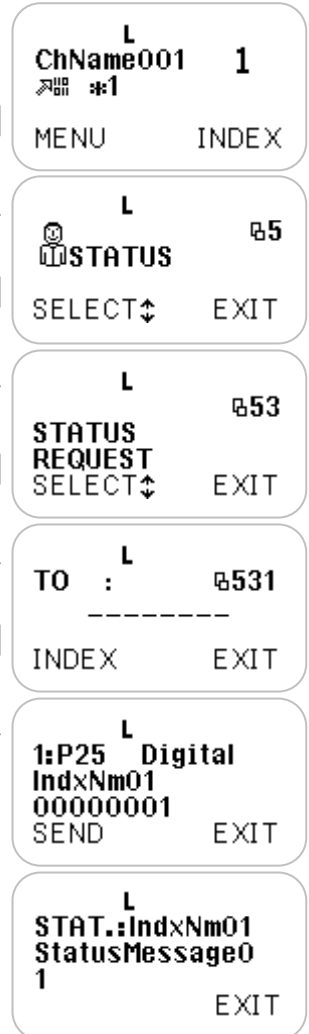 L
ChName001 1
*1
MENU INDEX
L
5
STATUS
SELECT↕ EXIT
L
53
STATUS
REQUEST
SELECT↕ EXIT
L
TO : 531
--------
INDEX EXIT
L
1:P25 Digital
IndxNm01
00000001
SEND EXIT
L
STAT.:IndxNm01
StatusMessage0
1
EXIT